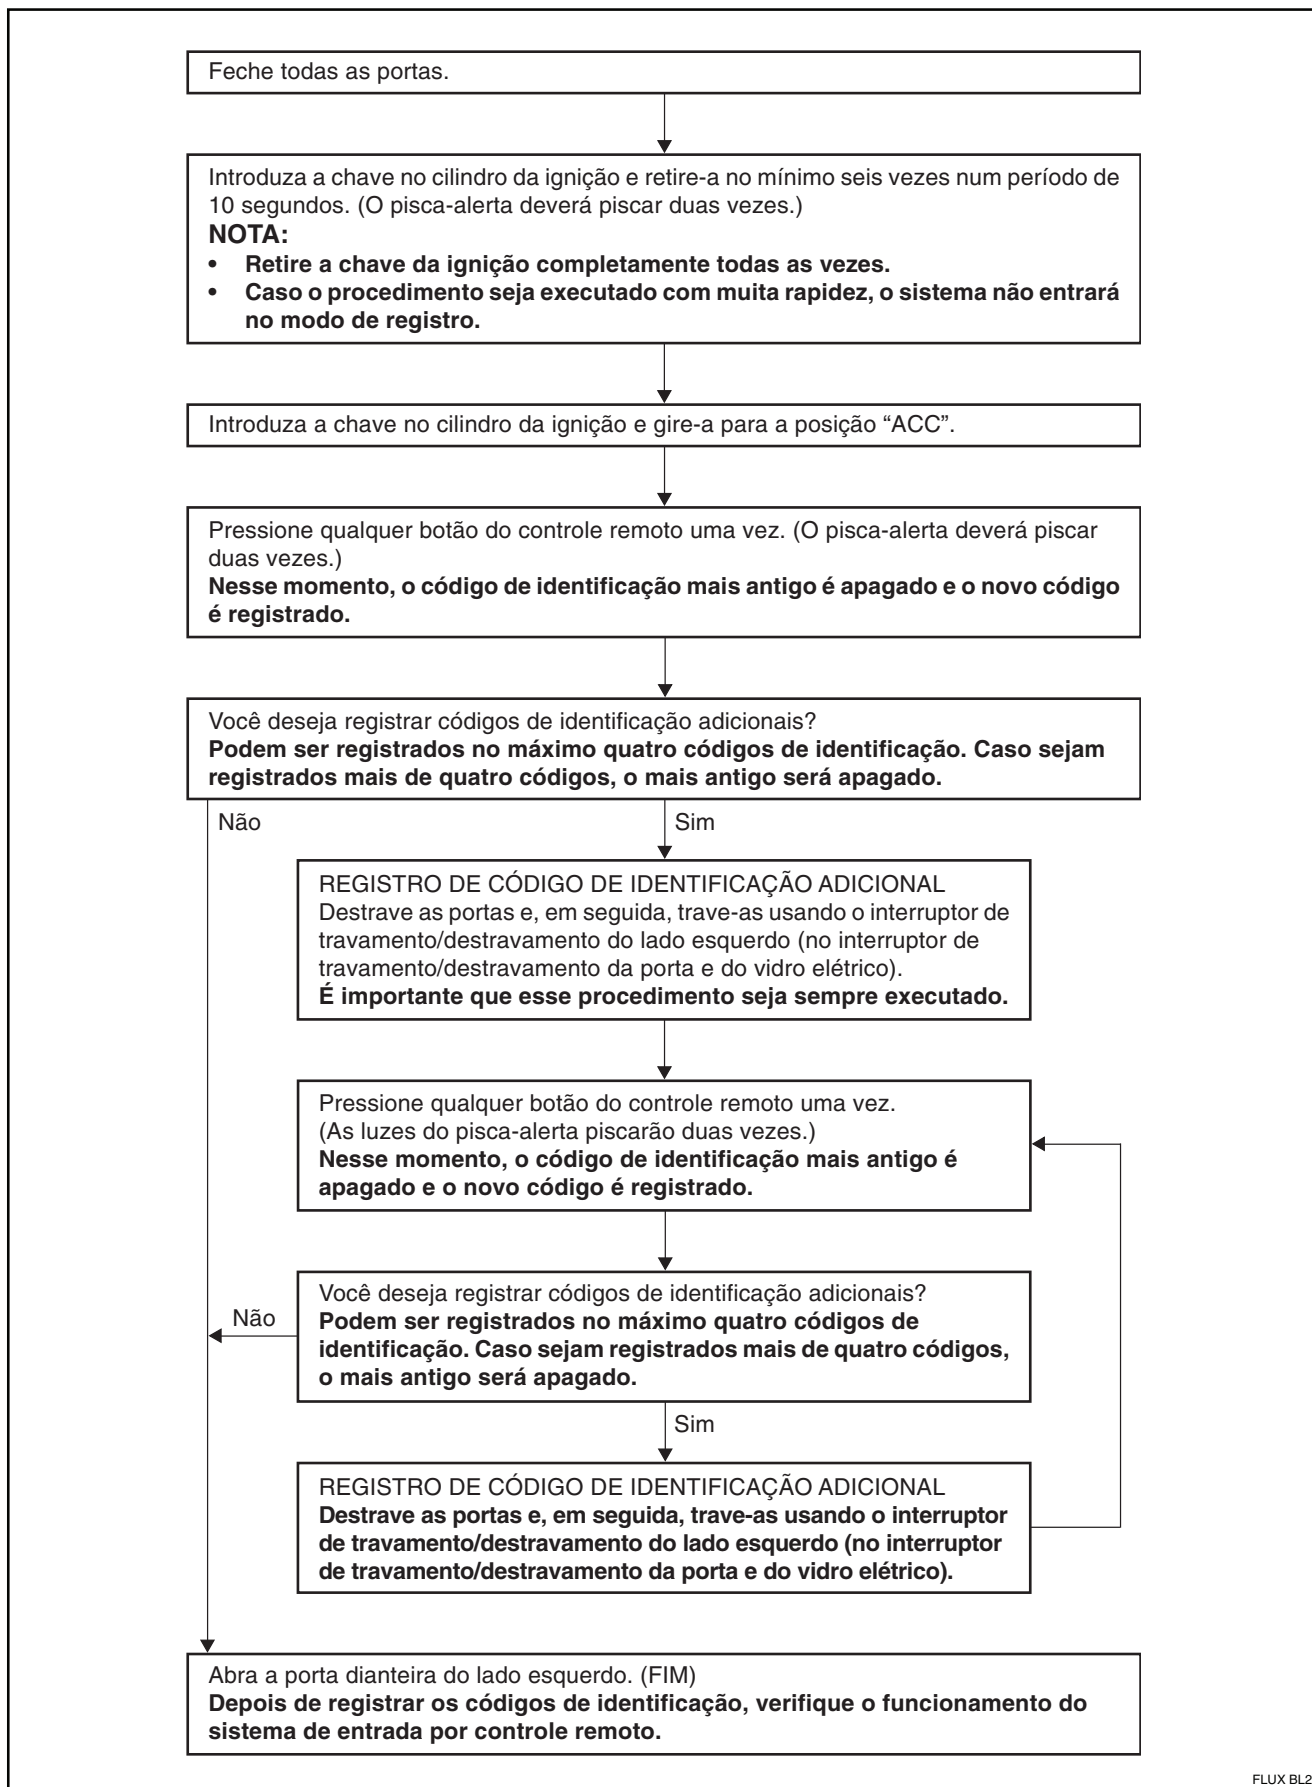 Feche todas as portas.
Introduza a chave no cilindro da ignição e retire-a no mínimo seis vezes num período de
10 segundos. (O pisca-alerta deverá piscar duas vezes.)
NOTA:
• Retire a chave da ignição completamente todas as vezes.
• Caso o procedimento seja executado com muita rapidez, o sistema não entrará
no modo de registro.
Introduza a chave no cilindro da ignição e gire-a para a posição “ACC”.
Pressione qualquer botão do controle remoto uma vez. (O pisca-alerta deverá piscar
duas vezes.)
Nesse momento, o código de identificação mais antigo é apagado e o novo código
é registrado.
Você deseja registrar códigos de identificação adicionais?
Podem ser registrados no máximo quatro códigos de identificação. Caso sejam
registrados mais de quatro códigos, o mais antigo será apagado.
Não
Sim
REGISTRO DE CÓDIGO DE IDENTIFICAÇÃO ADICIONAL
Destrave as portas e, em seguida, trave-as usando o interruptor de
travamento/destravamento do lado esquerdo (no interruptor de
travamento/destravamento da porta e do vidro elétrico).
É importante que esse procedimento seja sempre executado.
Pressione qualquer botão do controle remoto uma vez.
(As luzes do pisca-alerta piscarão duas vezes.)
Nesse momento, o código de identificação mais antigo é
apagado e o novo código é registrado.
Você deseja registrar códigos de identificação adicionais?
Podem ser registrados no máximo quatro códigos de
identificação. Caso sejam registrados mais de quatro códigos,
o mais antigo será apagado.
Não
Sim
REGISTRO DE CÓDIGO DE IDENTIFICAÇÃO ADICIONAL
Destrave as portas e, em seguida, trave-as usando o interruptor
de travamento/destravamento do lado esquerdo (no interruptor
de travamento/destravamento da porta e do vidro elétrico).
Abra a porta dianteira do lado esquerdo. (FIM)
Depois de registrar os códigos de identificação, verifique o funcionamento do
sistema de entrada por controle remoto.
FLUX BL2